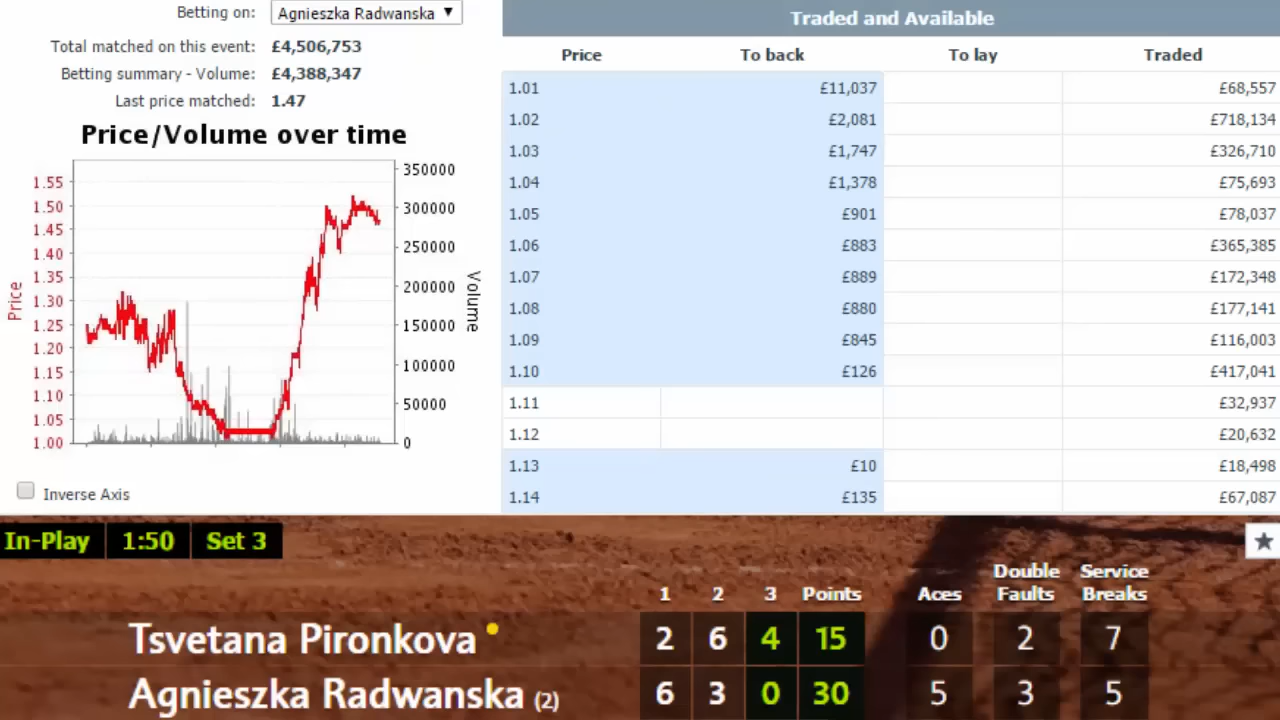 Betting on: Agnieszka Radwanska ▼
Total matched on this event: £4,506,753
Betting summary - Volume: £4,388,347
Last price matched: 1.47
Price/Volume over time
1.55
1.50
1.45
1.40
1.35
1.30
1.25
1.20
1.15
1.10
1.05
1.00
Price
350000
300000
250000
200000
150000
100000
50000
0
Volume
Inverse Axis
Traded and Available
Price To back To lay Traded
1.01 £11,037 £68,557
1.02 £2,081 £718,134
1.03 £1,747 £326,710
1.04 £1,378 £75,693
1.05 £901 £78,037
1.06 £883 £365,385
1.07 £889 £172,348
1.08 £880 £177,141
1.09 £845 £116,003
1.10 £126 £417,041
1.11 £32,937
1.12 £20,632
1.13 £10 £18,498
1.14 £135 £67,087
In-Play 1:50 Set 3
1 2 3 Points Aces Double Faults Service Breaks
Tsvetana Pironkova 2 6 4 15 0 2 7
Agnieszka Radwanska (2) 6 3 0 30 5 3 5